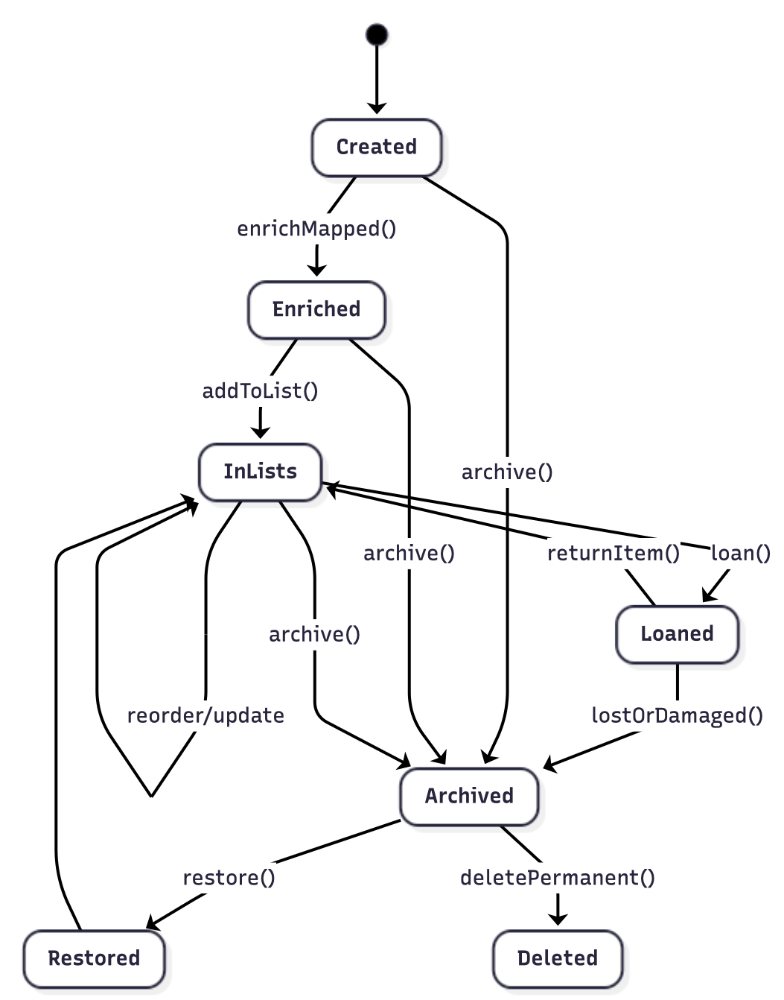 Created
enrichMapped()
Enriched
addToList()
InLists
archive()
archive()
returnItem()
loan()
archive()
Loaned
reorder/update
lostOrDamaged()
Archived
restore()
deletePermanent()
Restored
Deleted